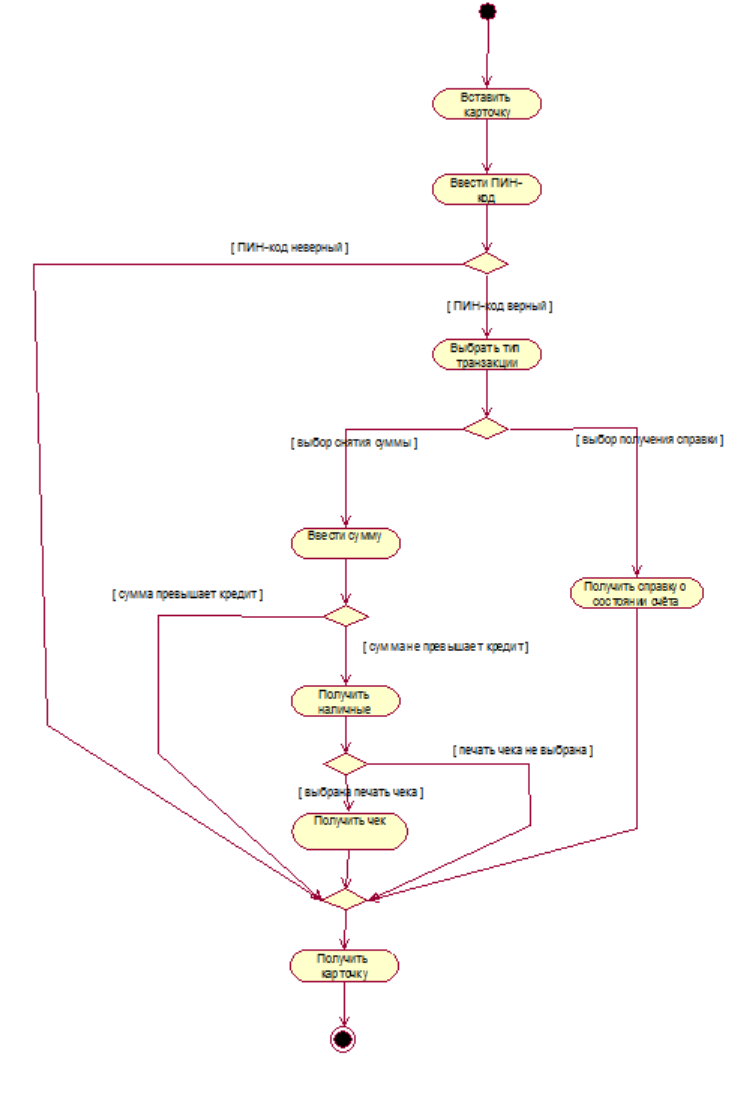 Вставить
карточку
Ввести ПИН-
код
[ ПИН-код неверный ]
[ ПИН-код верный ]
Выбрать тип
транзакции
[ выбор снятия суммы ]
[ выбор получения справки ]
Ввести сумму
Получить справку о
состоянии счёта
[ сумма превышает кредит ]
[ сумма не превышает кредит ]
Получить
наличные
[ печать чека не выбрана ]
[ выбрана печать чека ]
Получить чек
Получить
карточку